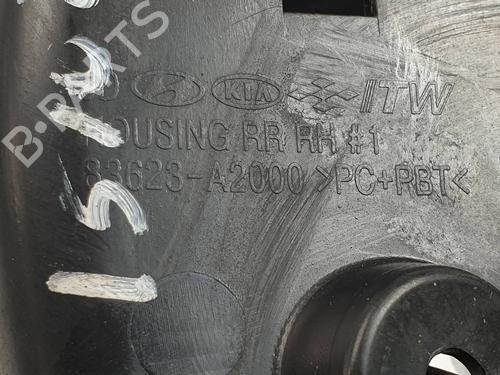 B-PARTS
KIA ITW
HOUSING RR RH #1
83623-A2000 >PC+PBT<